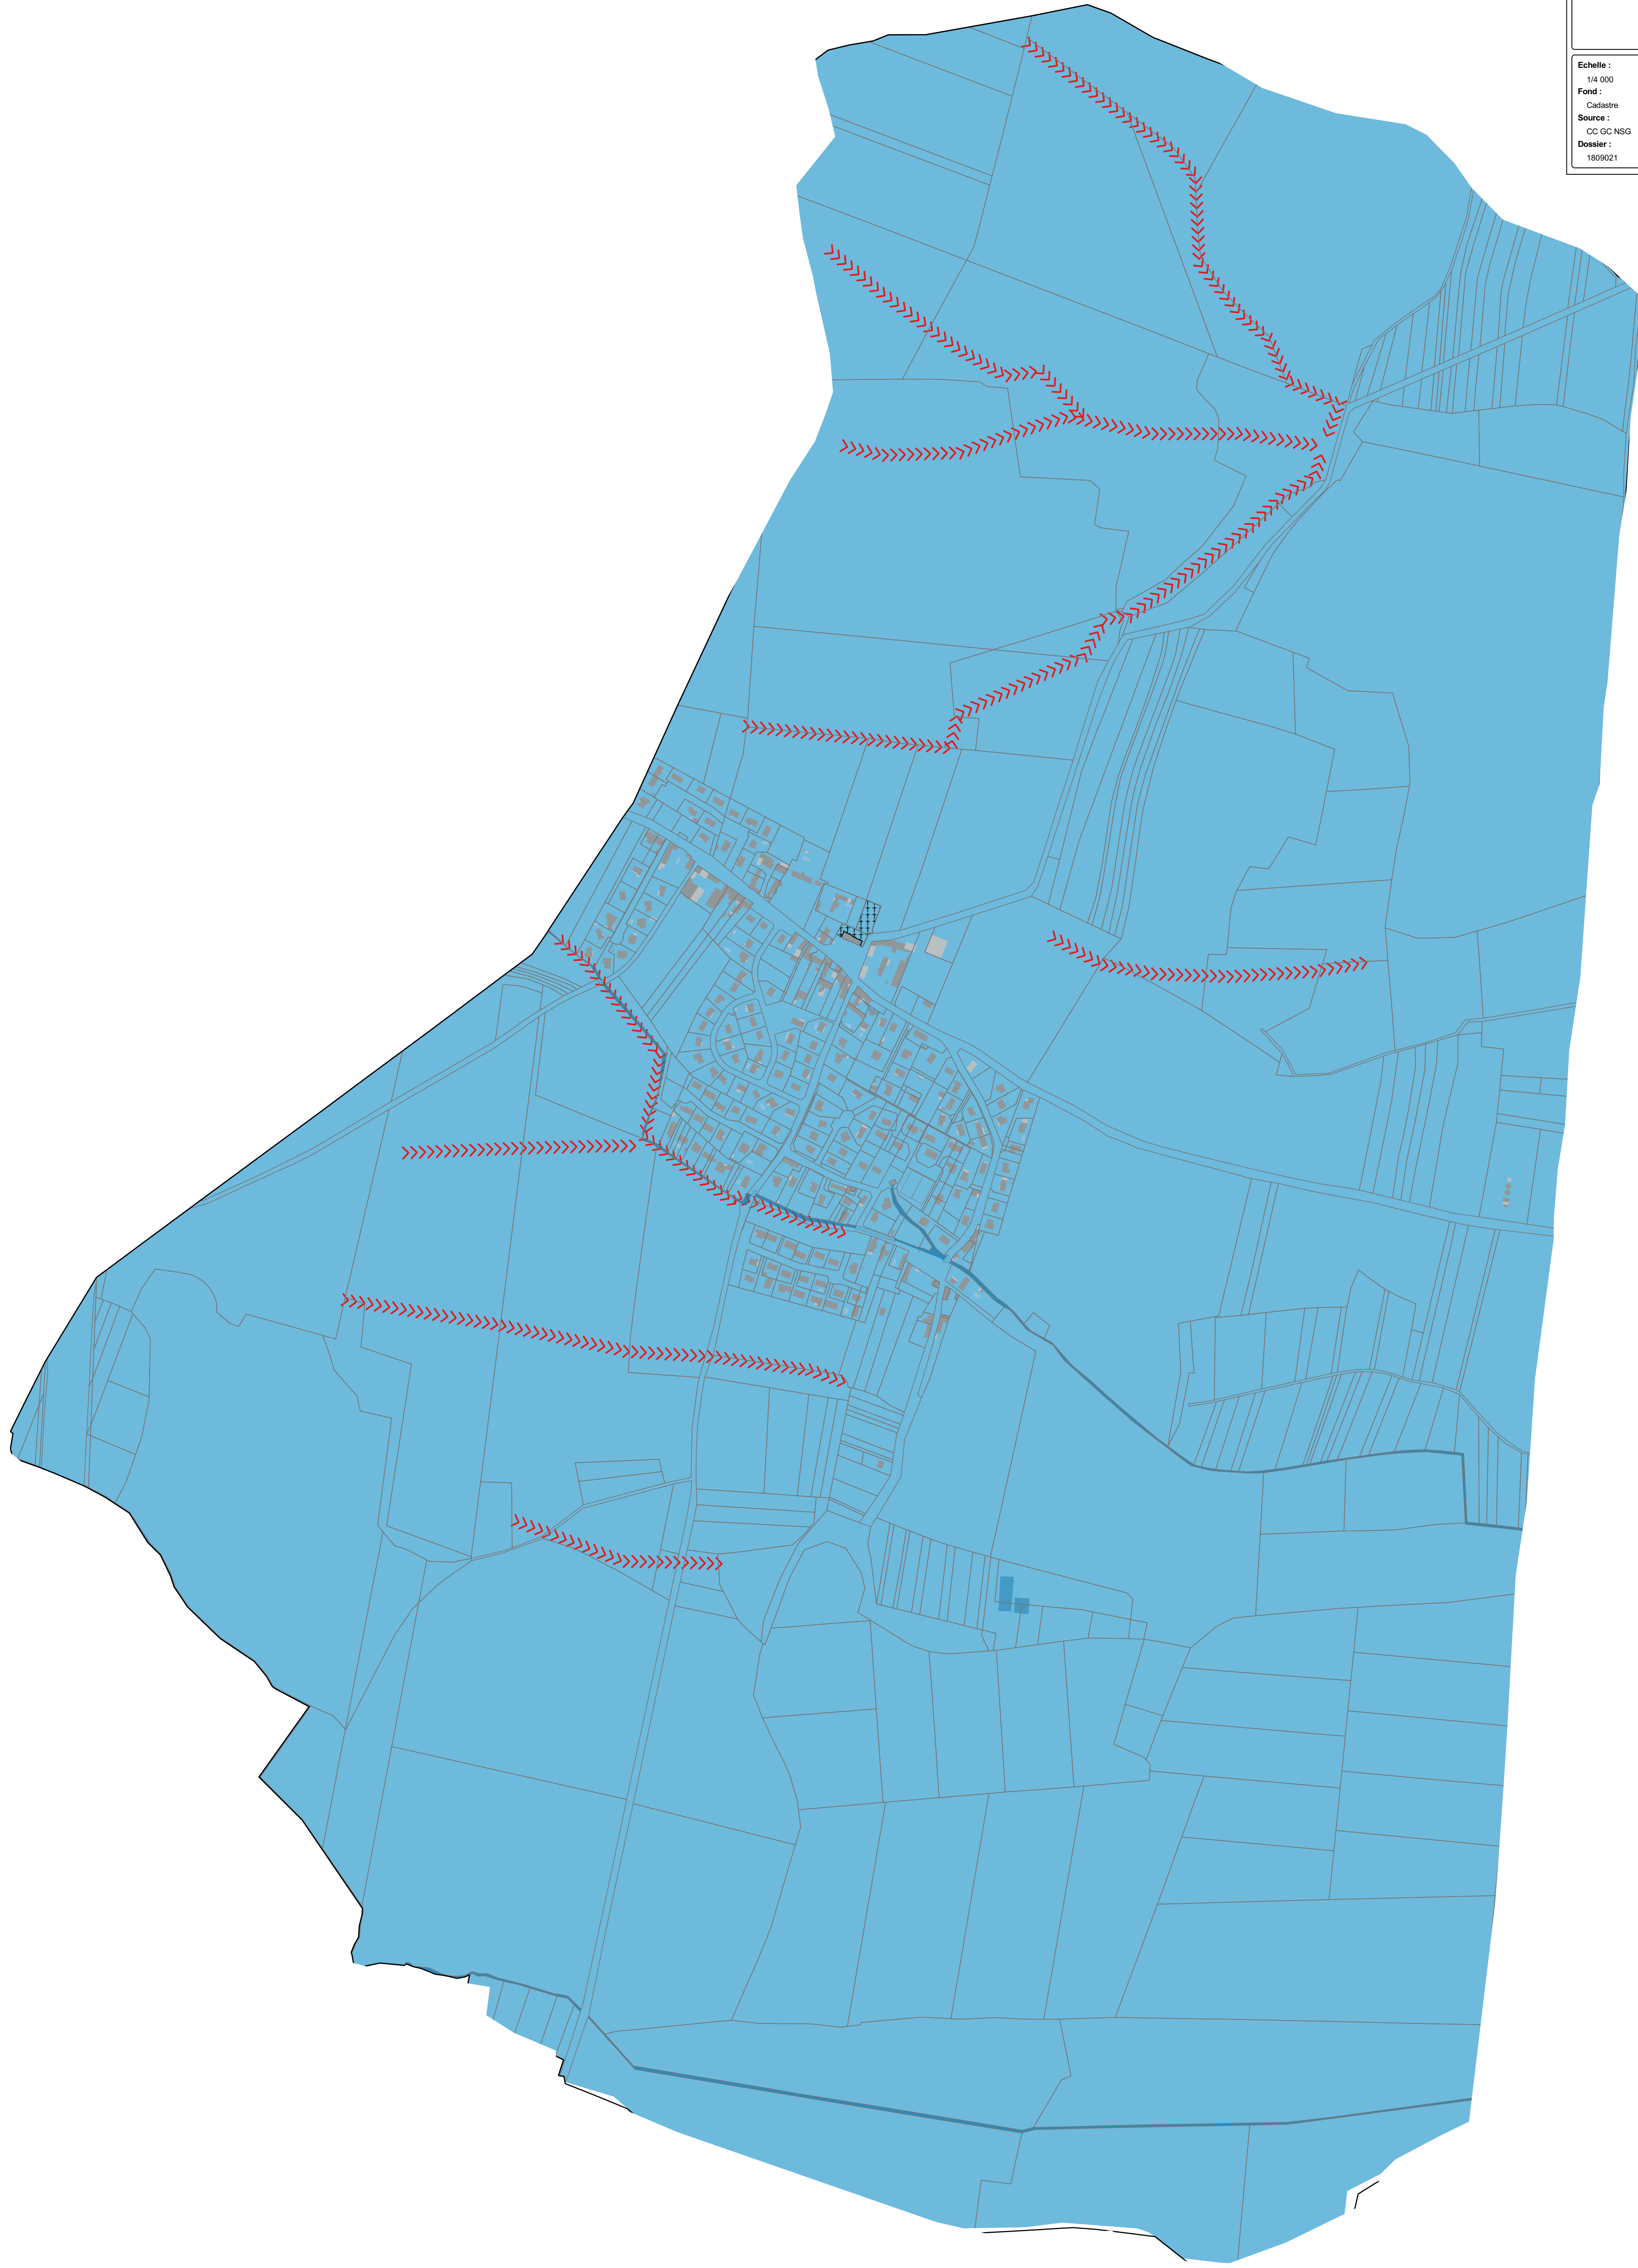 Echelle :
1/4 000
Fond :
Cadastre
Source :
CC GC NSG
Dossier :
1809021